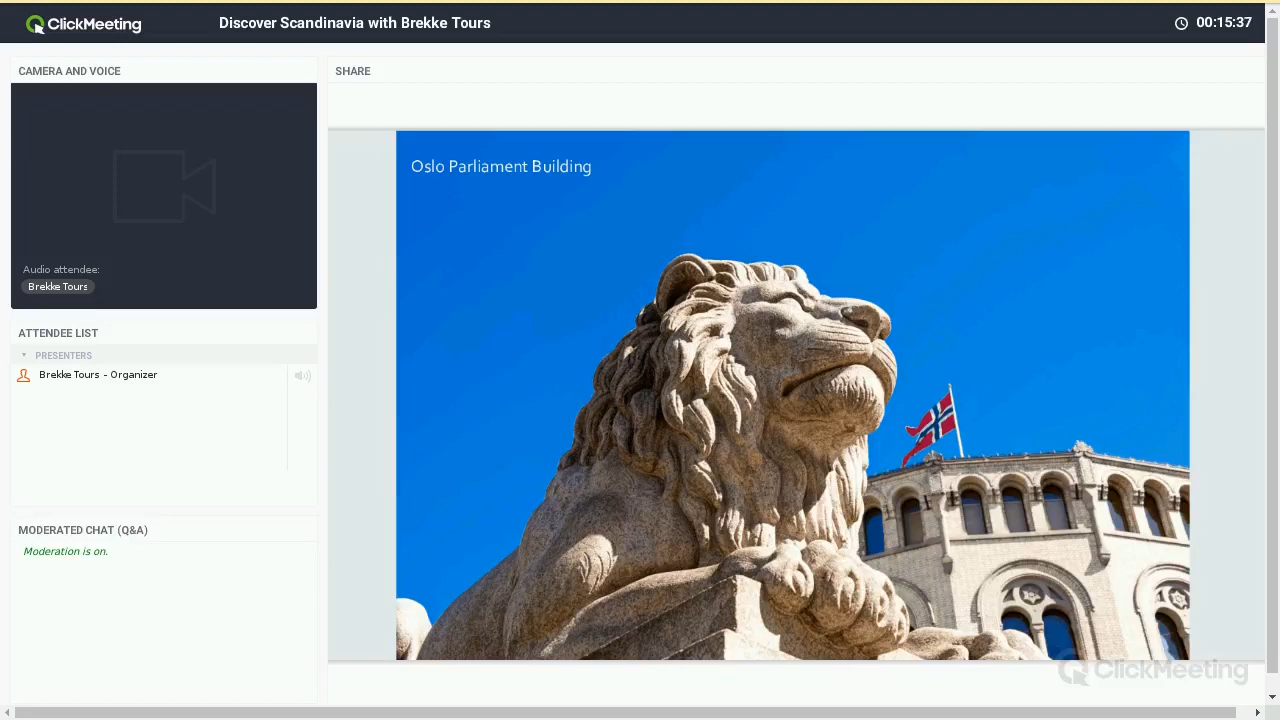 ClickMeeting
Discover Scandinavia with Brekke Tours
00:15:37
CAMERA AND VOICE
Audio attendee:
Brekke Tours
ATTENDEE LIST
PRESENTERS
Brekke Tours - Organizer
MODERATED CHAT (Q&A)
Moderation is on.
SHARE
Oslo Parliament Building
ClickMeeting